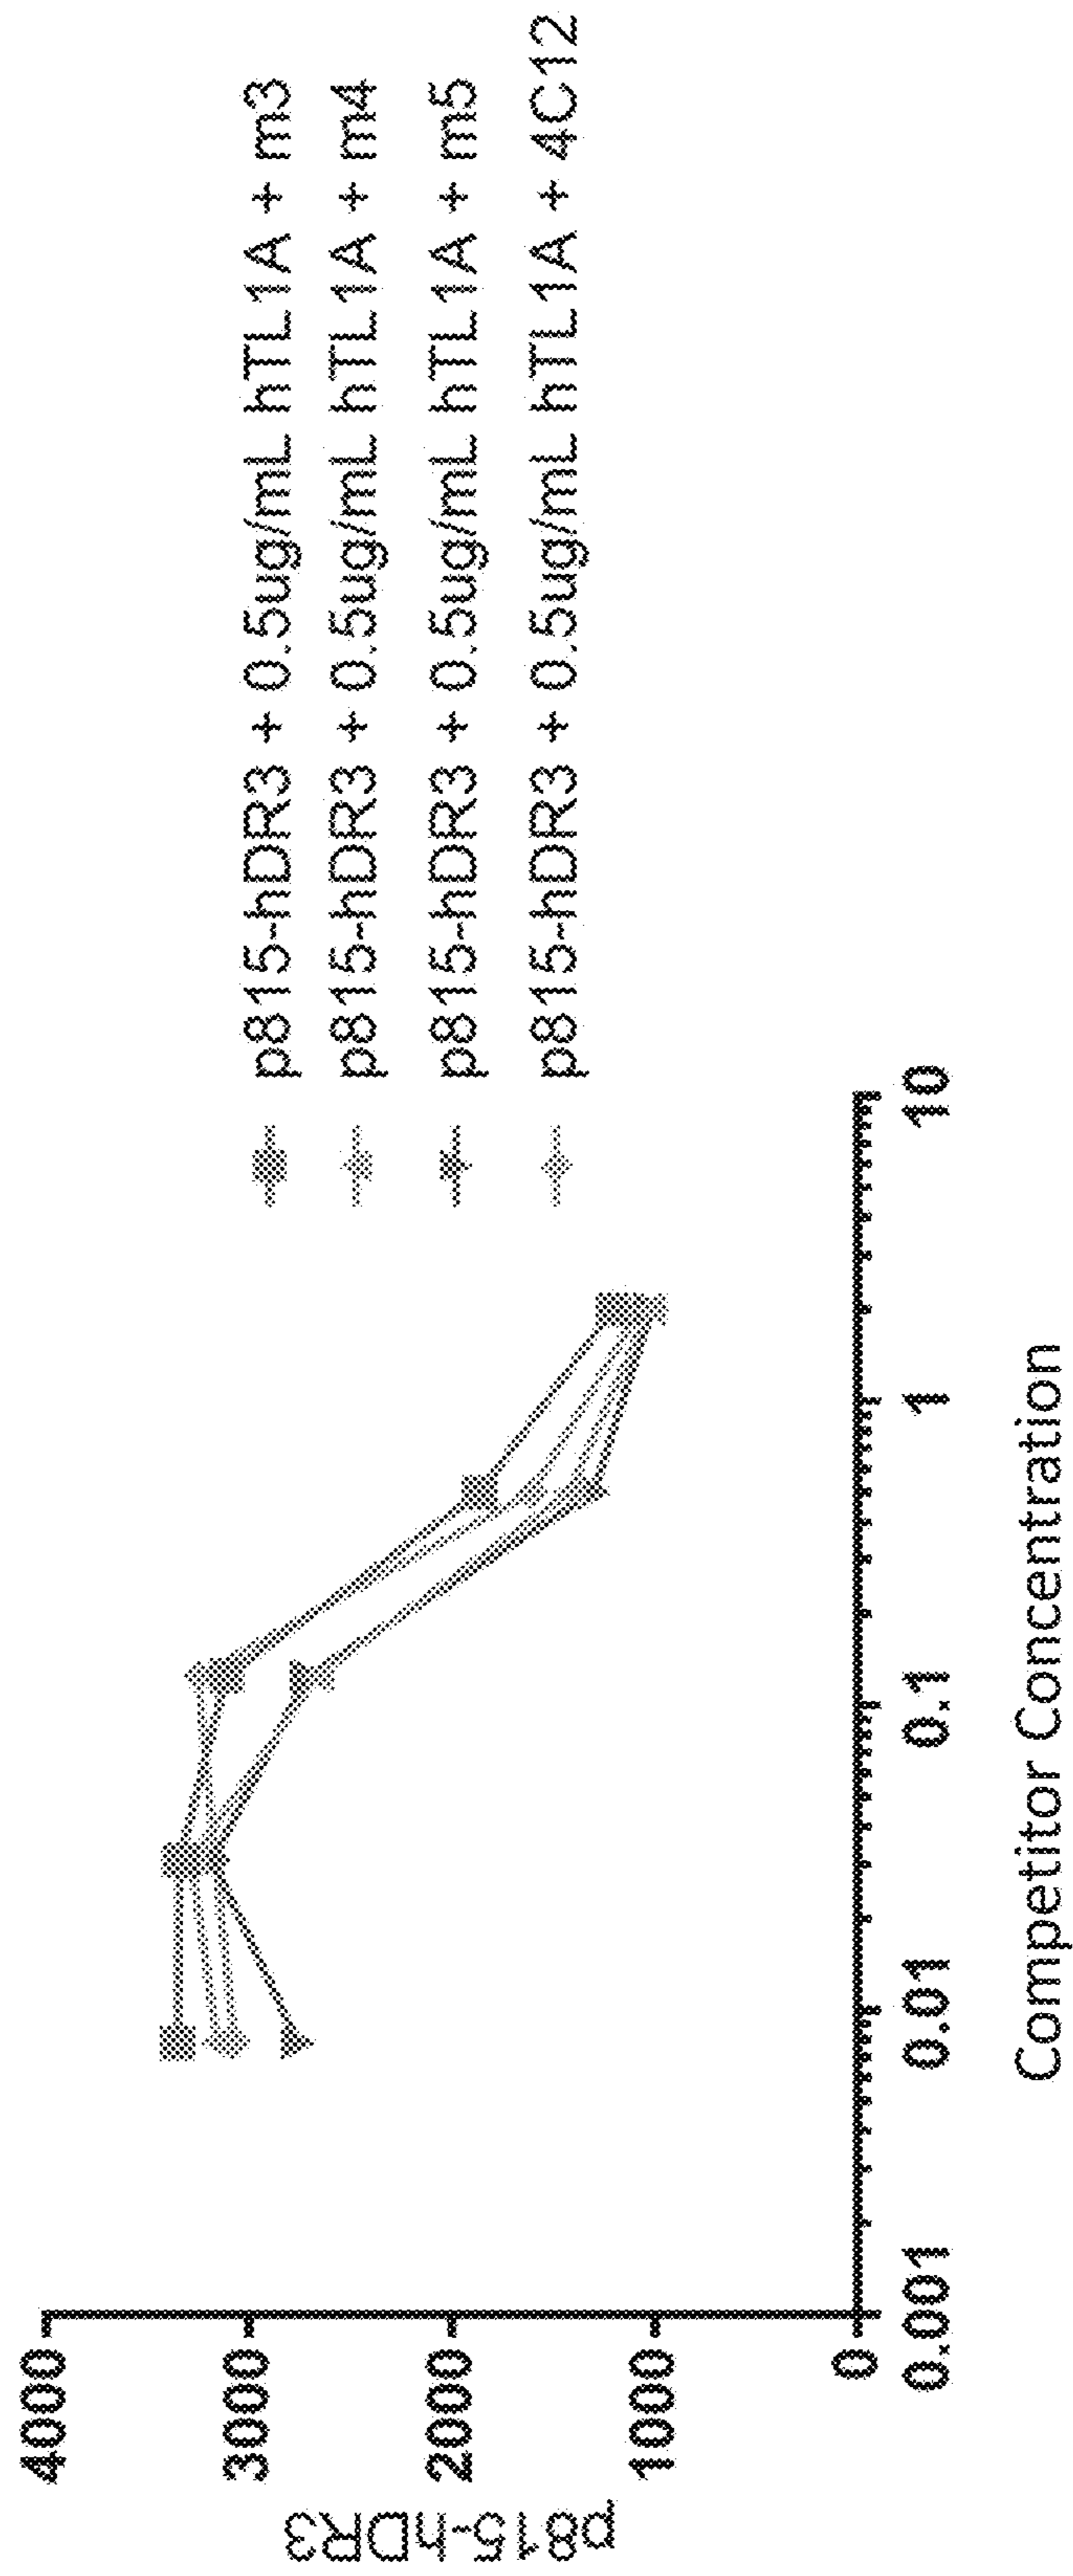 p815-hDR3
4000
3000
2000
1000
0
0.001
0.01
0.1
1
10
Competitor Concentration
p815-hDR3 + 0.5ug/mL hTL1A + m3
p815-hDR3 + 0.5ug/mL hTL1A + m4
p815-hDR3 + 0.5ug/mL hTL1A + m5
p815-hDR3 + 0.5ug/mL hTL1A + 4C12